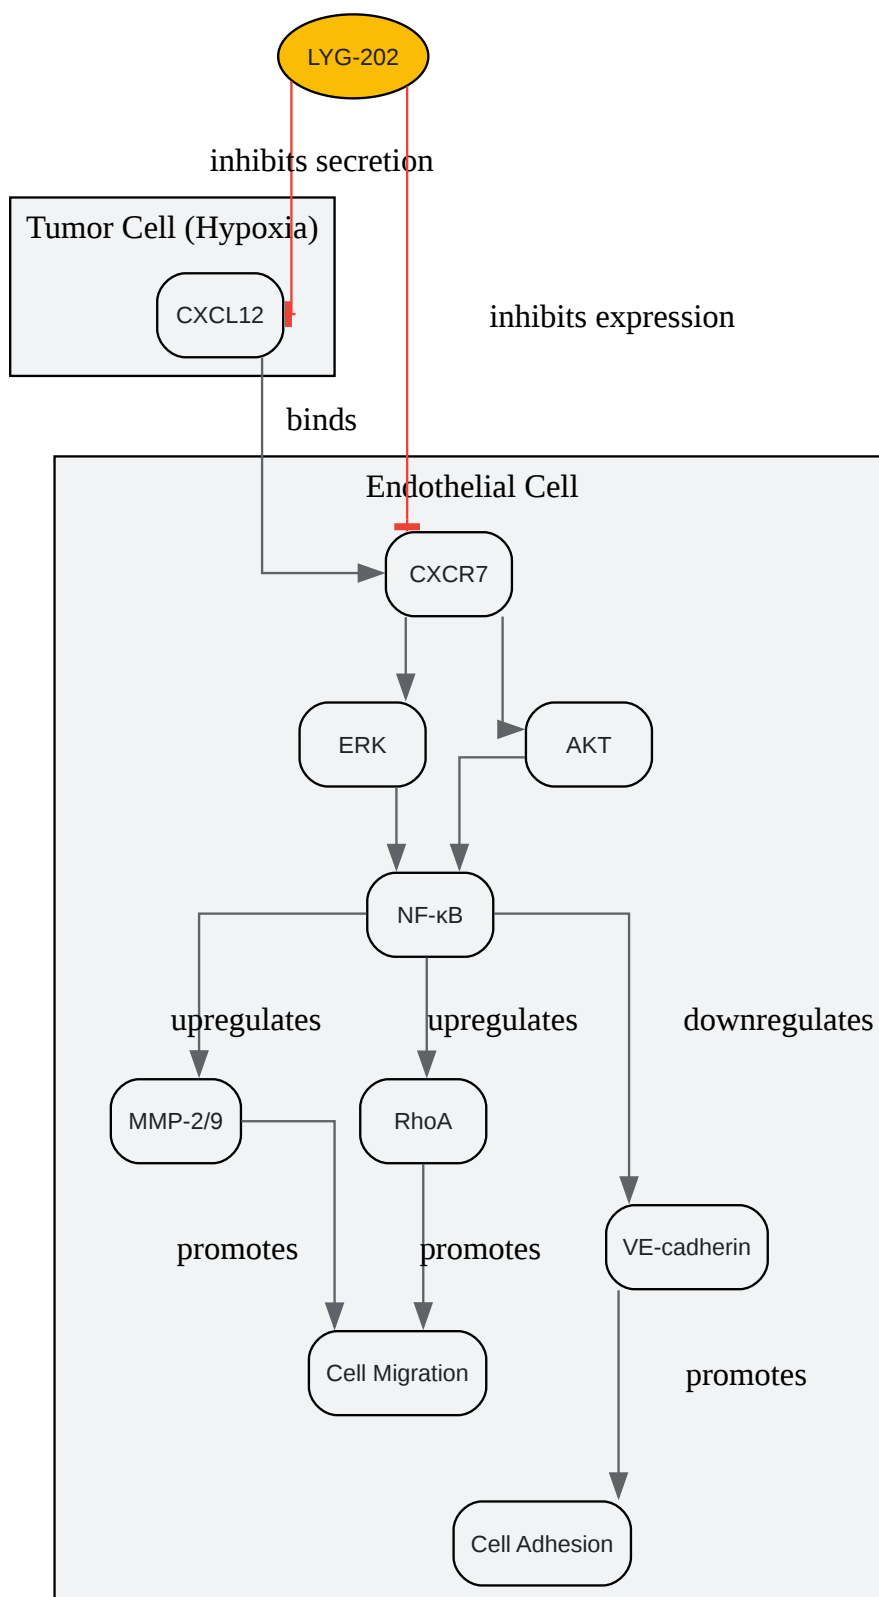 LYG-202
inhibits secretion
Tumor Cell (Hypoxia)
CXCL12
inhibits expression
binds
Endothelial Cell
CXCR7
ERK
AKT
NF-κB
upregulates
upregulates
downregulates
MMP-2/9
RhoA
promotes
promotes
VE-cadherin
Cell Migration
promotes
Cell Adhesion